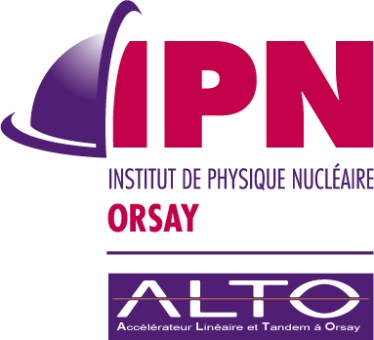 IPN
INSTITUT DE PHYSIQUE NUCLÉAIRE
ORSAY
ALTO
Accélérateur Linéaire et Tandem à Orsay